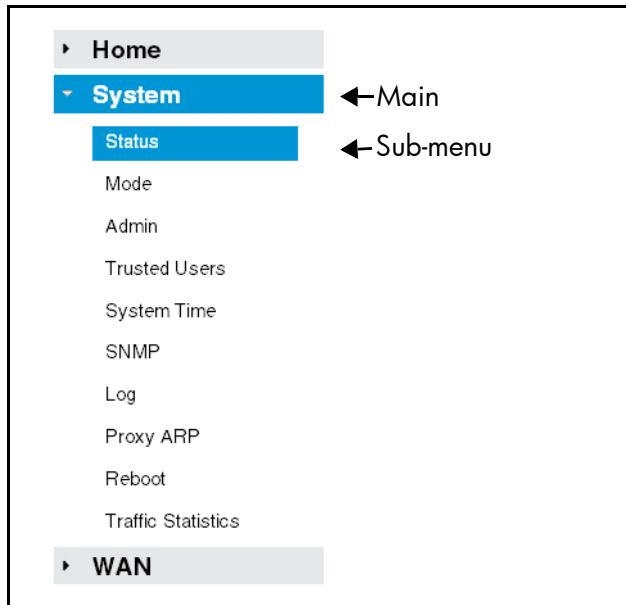 Home
System
Main
Status
Sub-menu
Mode
Admin
Trusted Users
System Time
SNMP
Log
Proxy ARP
Reboot
Traffic Statistics
WAN